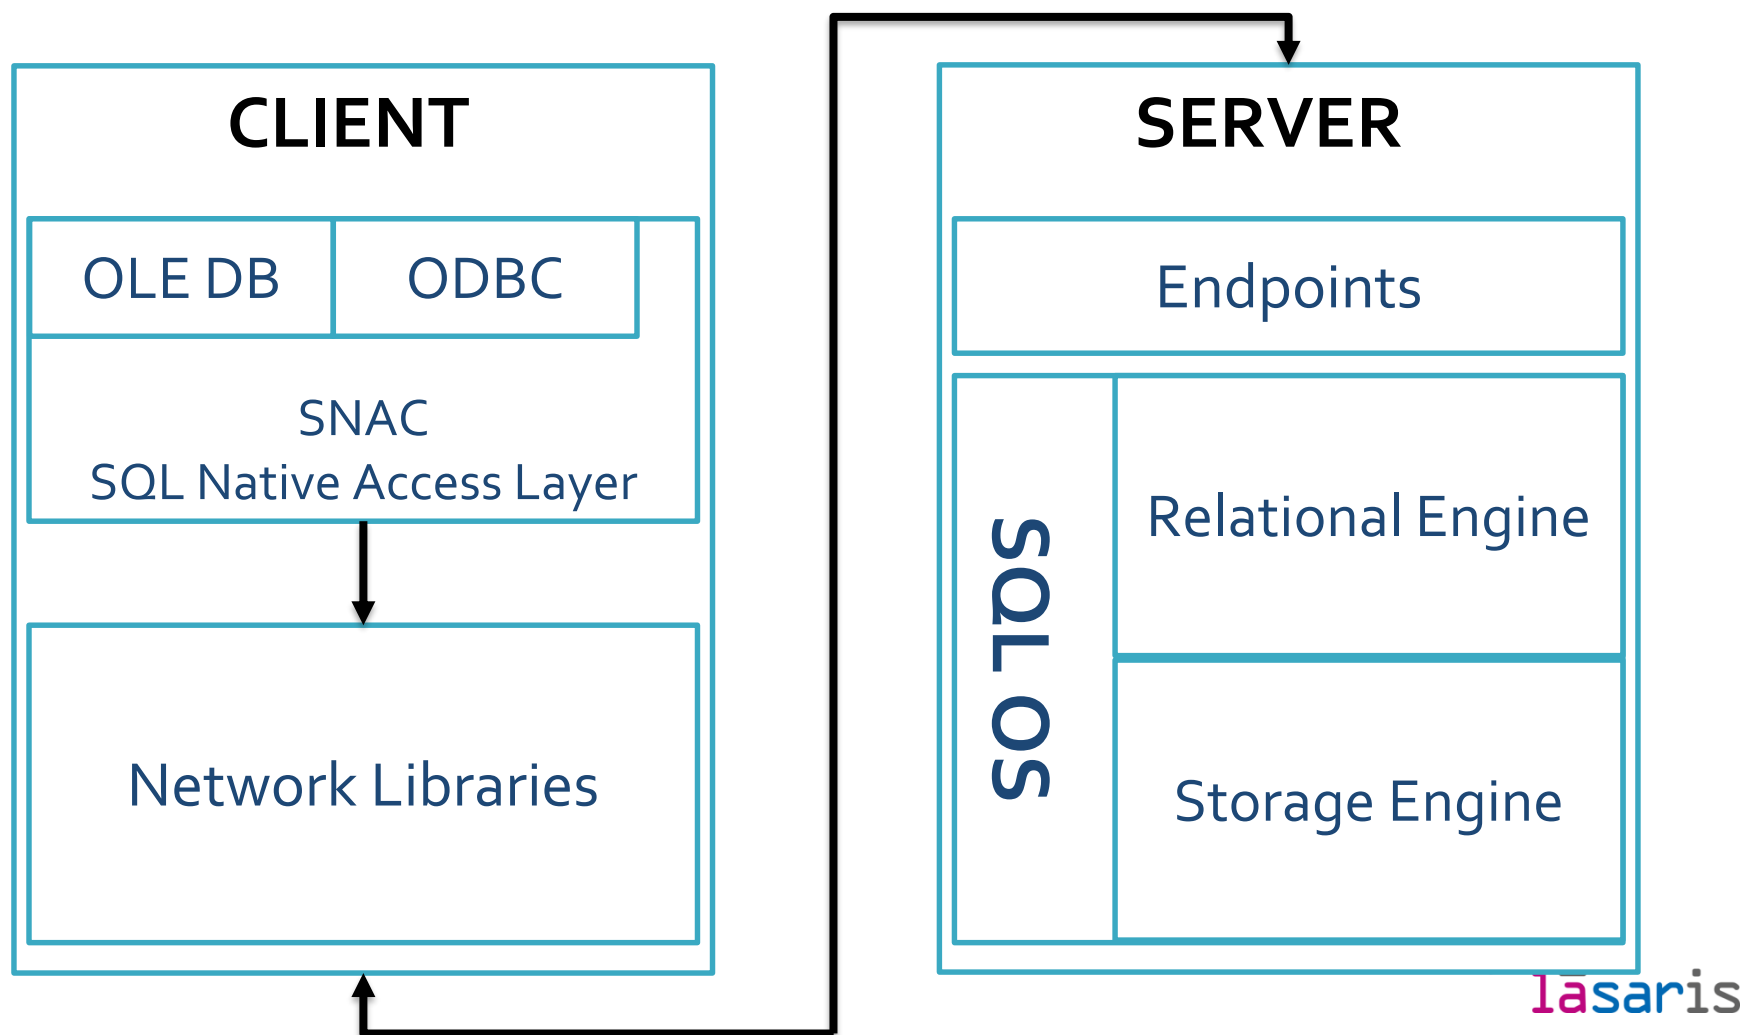 CLIENT
OLE DB
ODBC
SNAC
SQL Native Access Layer
Network Libraries
SERVER
Endpoints
SQL OS
Relational Engine
Storage Engine
lasaris